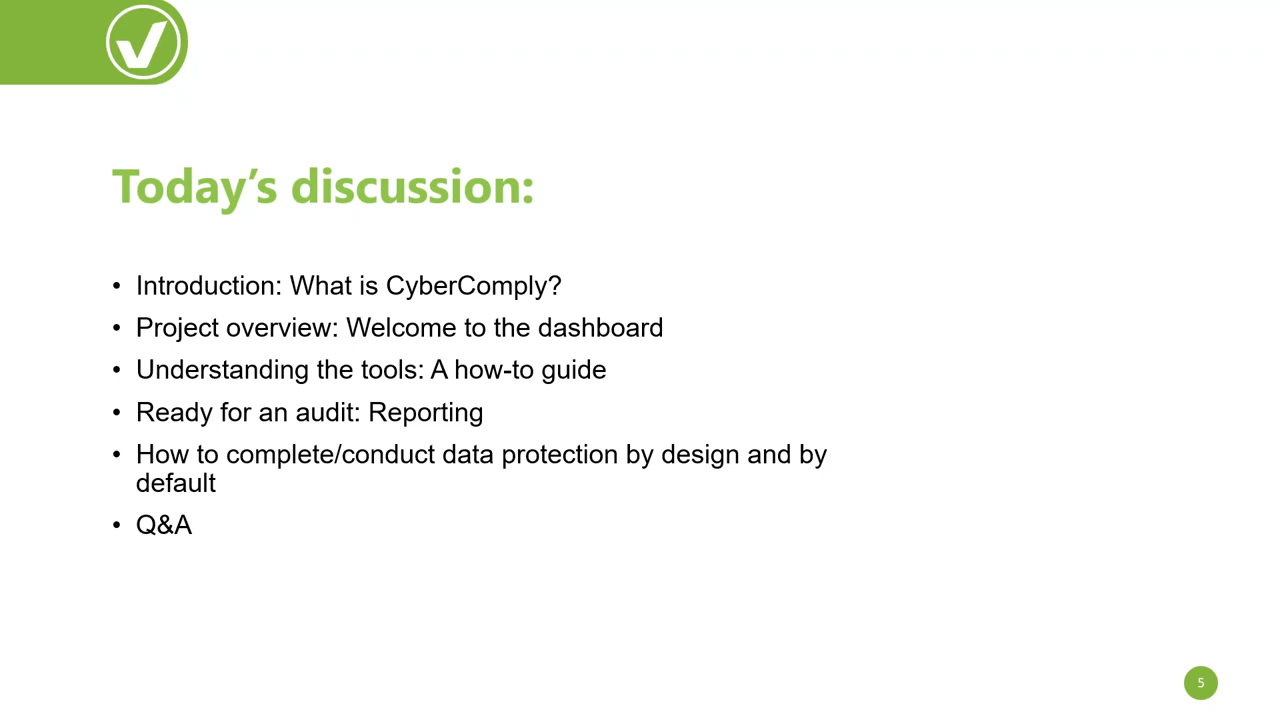 Today’s discussion:
• Introduction: What is CyberComply?
• Project overview: Welcome to the dashboard
• Understanding the tools: A how-to guide
• Ready for an audit: Reporting
• How to complete/conduct data protection by design and by
default
• Q&A
5